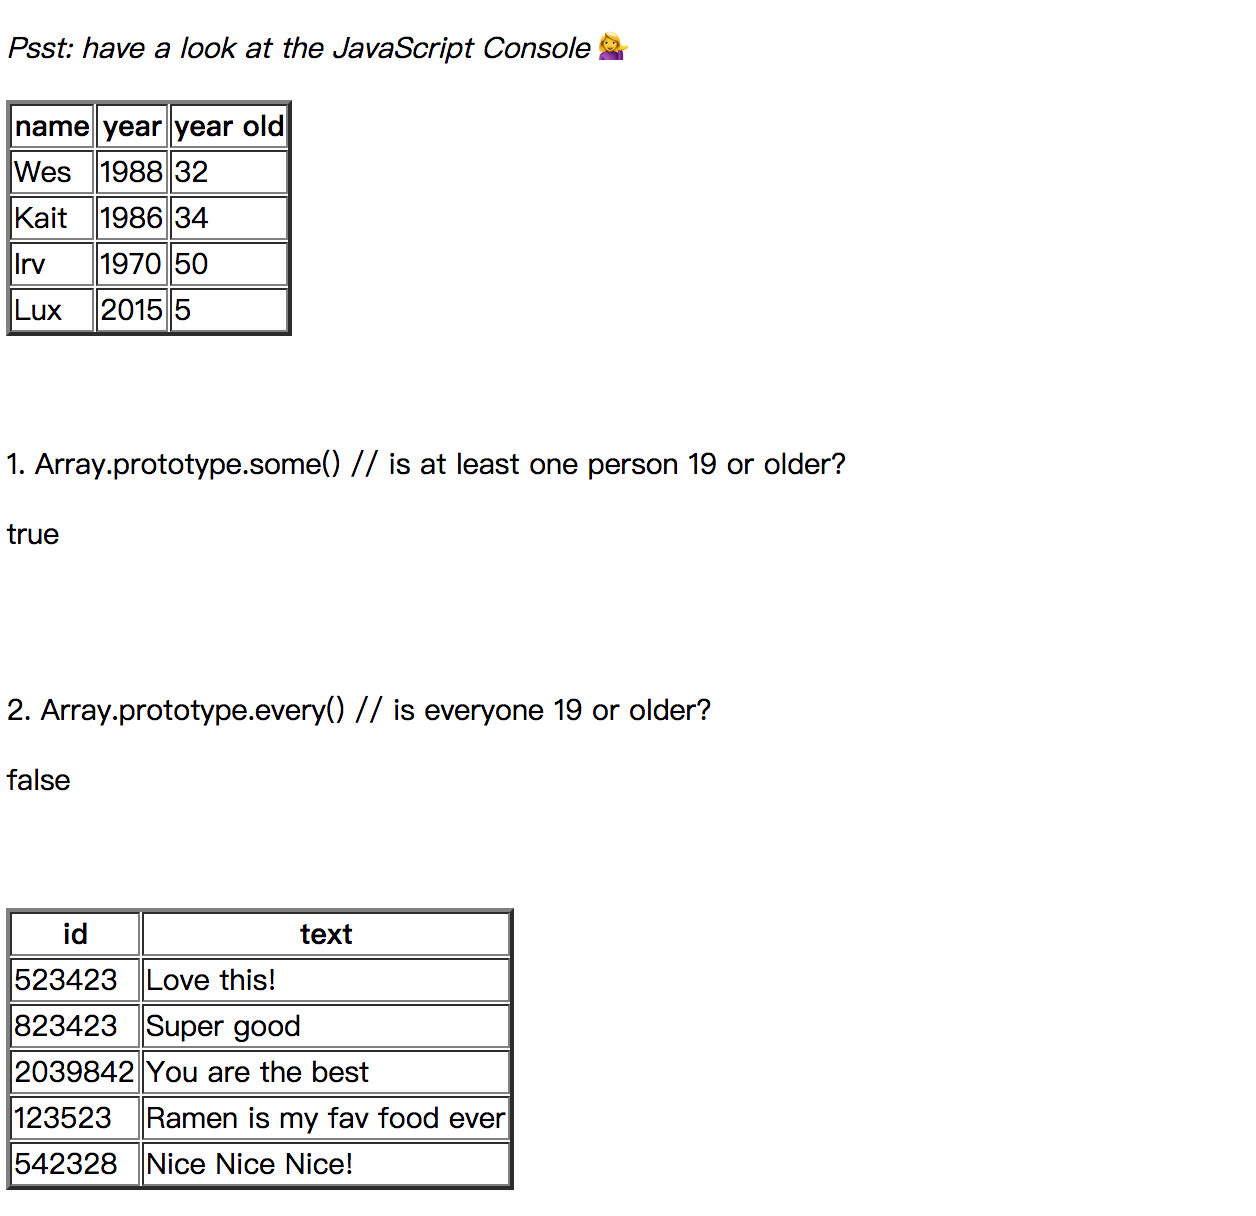 Psst: have a look at the JavaScript Console 💁
name year year old
Wes 1988 32
Kait 1986 34
Irv 1970 50
Lux 2015 5
1. Array.prototype.some() // is at least one person 19 or older?
true
2. Array.prototype.every() // is everyone 19 or older?
false
id text
523423 Love this!
823423 Super good
2039842 You are the best
123523 Ramen is my fav food ever
542328 Nice Nice Nice!